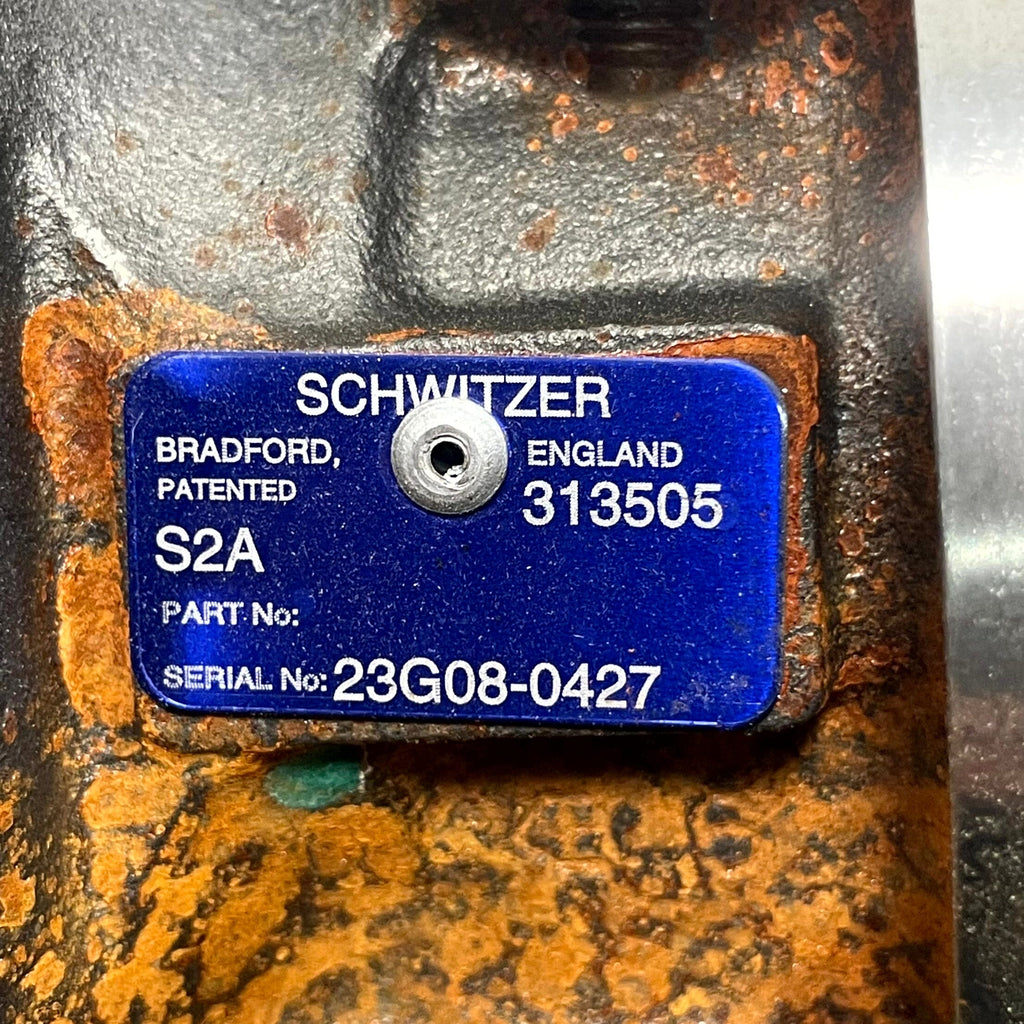 SCHWITZER
BRADFORD, ENGLAND
PATENTED 313505
S2A
PART No:
SERIAL No: 23G08-0427